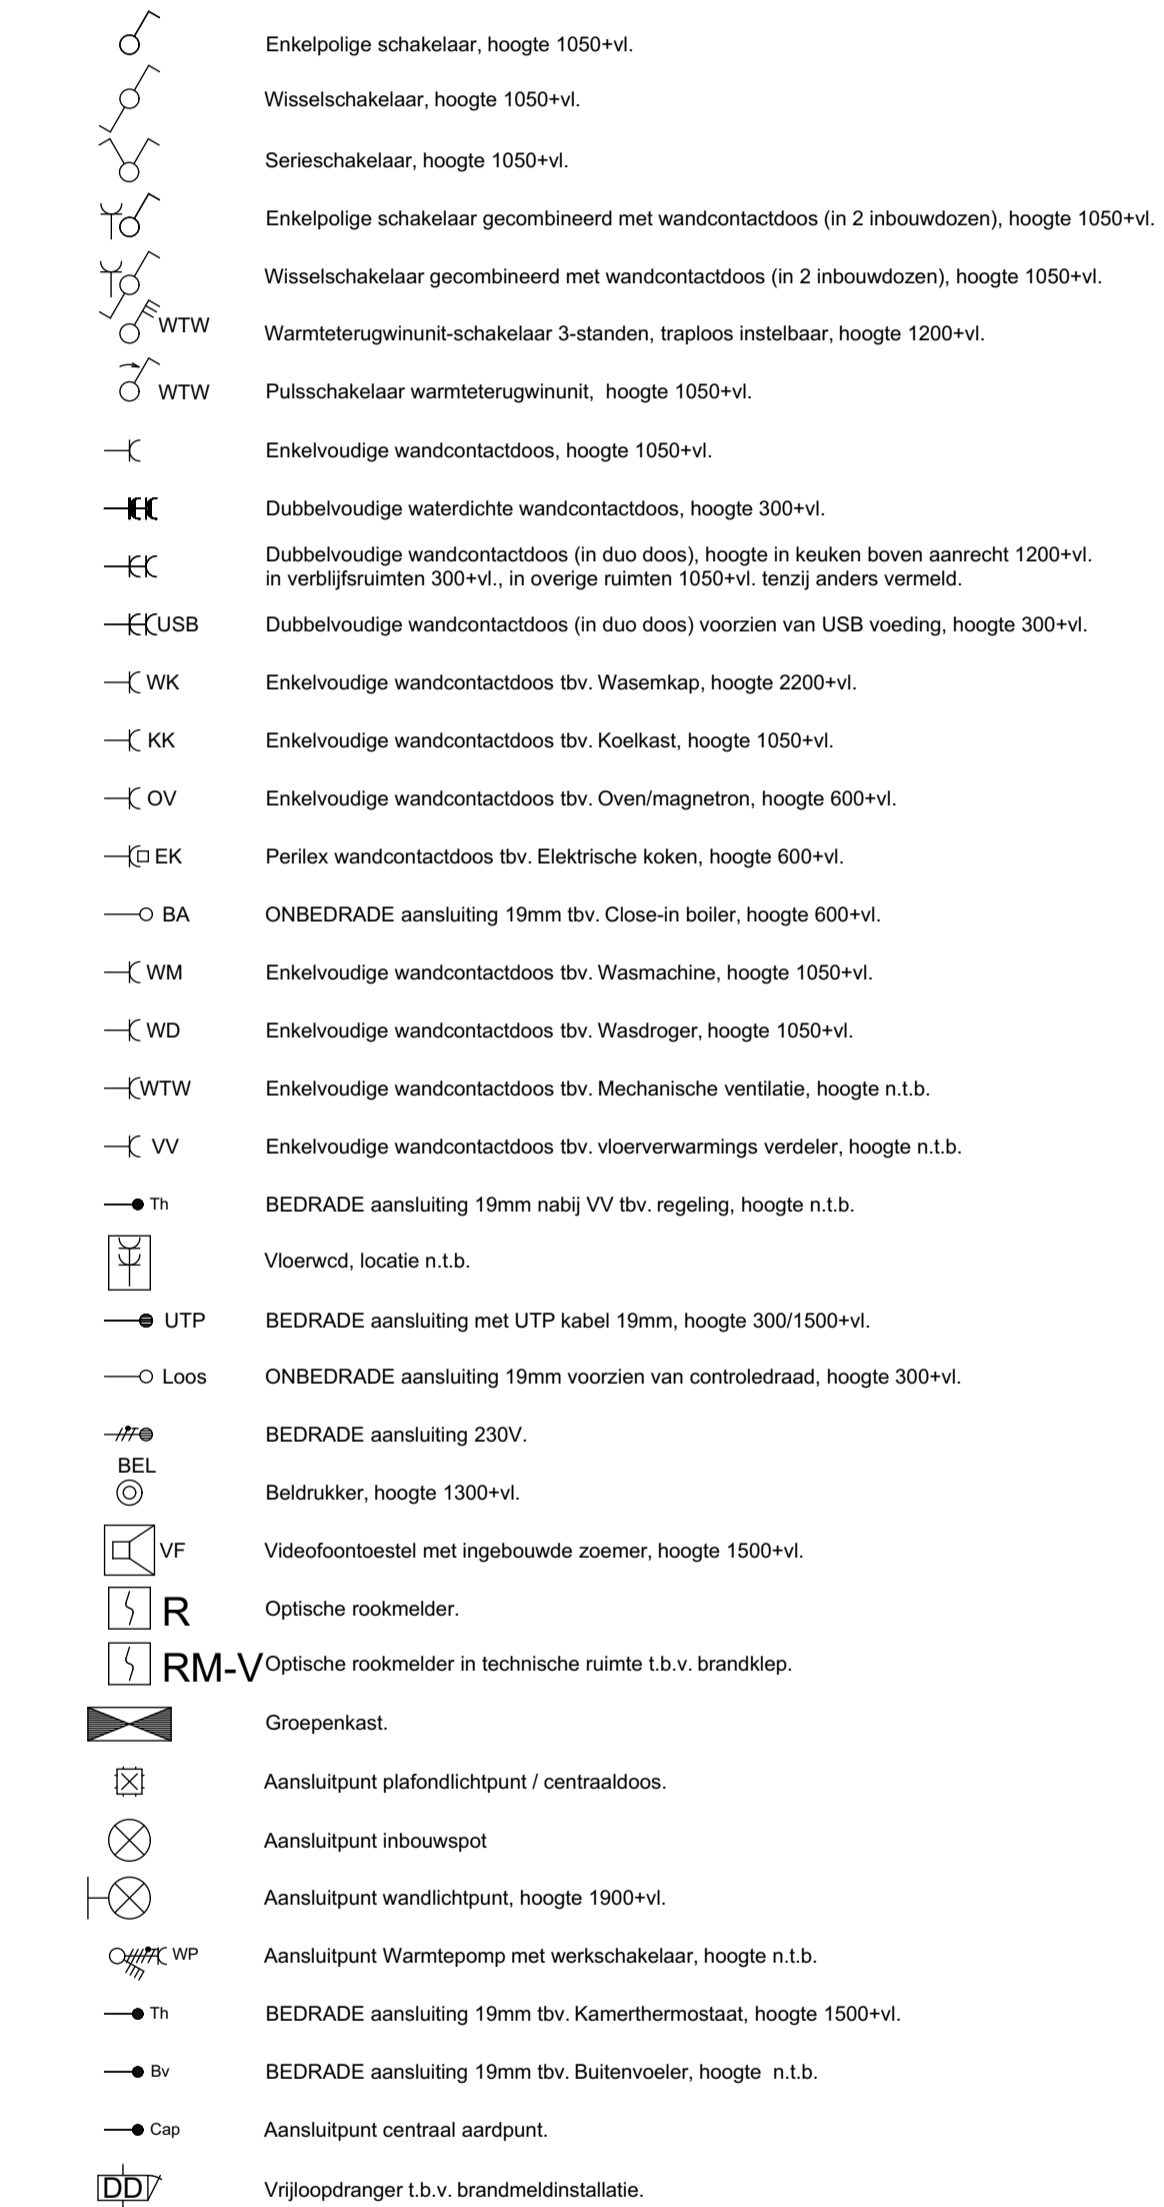 Enkelpolige schakelaar, hoogte 1050+vl.
Wisselschakelaar, hoogte 1050+vl.
Serieschakelaar, hoogte 1050+vl.
Enkelpolige schakelaar gecombineerd met wandcontactdoos (in 2 inbouwdozen), hoogte 1050+vl.
Wisselschakelaar gecombineerd met wandcontactdoos (in 2 inbouwdozen), hoogte 1050+vl.
WTW Warmteterugwinunit-schakelaar 3-standen, traploos instelbaar, hoogte 1200+vl.
WTW Pulsschakelaar warmteterugwinunit, hoogte 1050+vl.
Enkelvoudige wandcontactdoos, hoogte 1050+vl.
Dubbelvoudige waterdichte wandcontactdoos, hoogte 300+vl.
Dubbelvoudige wandcontactdoos (in duo doos), hoogte in keuken boven aanrecht 1200+vl.
in verblijfsruimten 300+vl., in overige ruimten 1050+vl. tenzij anders vermeld.
USB Dubbelvoudige wandcontactdoos (in duo doos) voorzien van USB voeding, hoogte 300+vl.
WK Enkelvoudige wandcontactdoos tbv. Wasemkap, hoogte 2200+vl.
KK Enkelvoudige wandcontactdoos tbv. Koelkast, hoogte 1050+vl.
OV Enkelvoudige wandcontactdoos tbv. Oven/magnetron, hoogte 600+vl.
EK Perilex wandcontactdoos tbv. Elektrische koken, hoogte 600+vl.
BA ONBEDRADE aansluiting 19mm tbv. Close-in boiler, hoogte 600+vl.
WM Enkelvoudige wandcontactdoos tbv. Wasmachine, hoogte 1050+vl.
WD Enkelvoudige wandcontactdoos tbv. Wasdroger, hoogte 1050+vl.
WTW Enkelvoudige wandcontactdoos tbv. Mechanische ventilatie, hoogte n.t.b.
VV Enkelvoudige wandcontactdoos tbv. vloerverwarmings verdeler, hoogte n.t.b.
Th BEDRADE aansluiting 19mm nabij VV tbv. regeling, hoogte n.t.b.
Vloerwcd, locatie n.t.b.
UTP BEDRADE aansluiting met UTP kabel 19mm, hoogte 300/1500+vl.
Loos ONBEDRADE aansluiting 19mm voorzien van controledraad, hoogte 300+vl.
BEDRADE aansluiting 230V.
BEL
Beldrukker, hoogte 1300+vl.
VF Videofoontoestel met ingebouwde zoemer, hoogte 1500+vl.
R Optische rookmelder.
RM-V Optische rookmelder in technische ruimte t.b.v. brandklep.
Groepenkast.
Aansluitpunt plafondlichtpunt / centraaldoos.
Aansluitpunt inbouwspot
Aansluitpunt wandlichtpunt, hoogte 1900+vl.
WP Aansluitpunt Warmtepomp met werkschakelaar, hoogte n.t.b.
Th BEDRADE aansluiting 19mm tbv. Kamerthermostaat, hoogte 1500+vl.
Bv BEDRADE aansluiting 19mm tbv. Buitenvoeler, hoogte n.t.b.
Cap Aansluitpunt centraal aardpunt.
DD Vrijloopdranger t.b.v. brandmeldinstallatie.